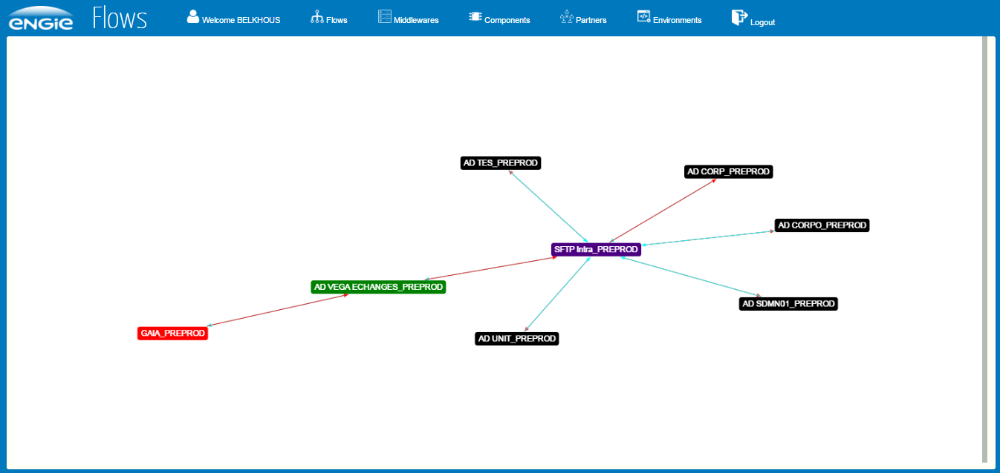 ENGIE
Flows
Welcome BELKHOUS
Flows
Middlewares
Components
Partners
Environments
Logout
AD TES_PREPROD
AD CORP_PREPROD
AD CORPO_PREPROD
SFTP Intra_PREPROD
AD VEGA ECHANGES_PREPROD
AD SDMN01_PREPROD
GAIA_PREPROD
AD UNIT_PREPROD